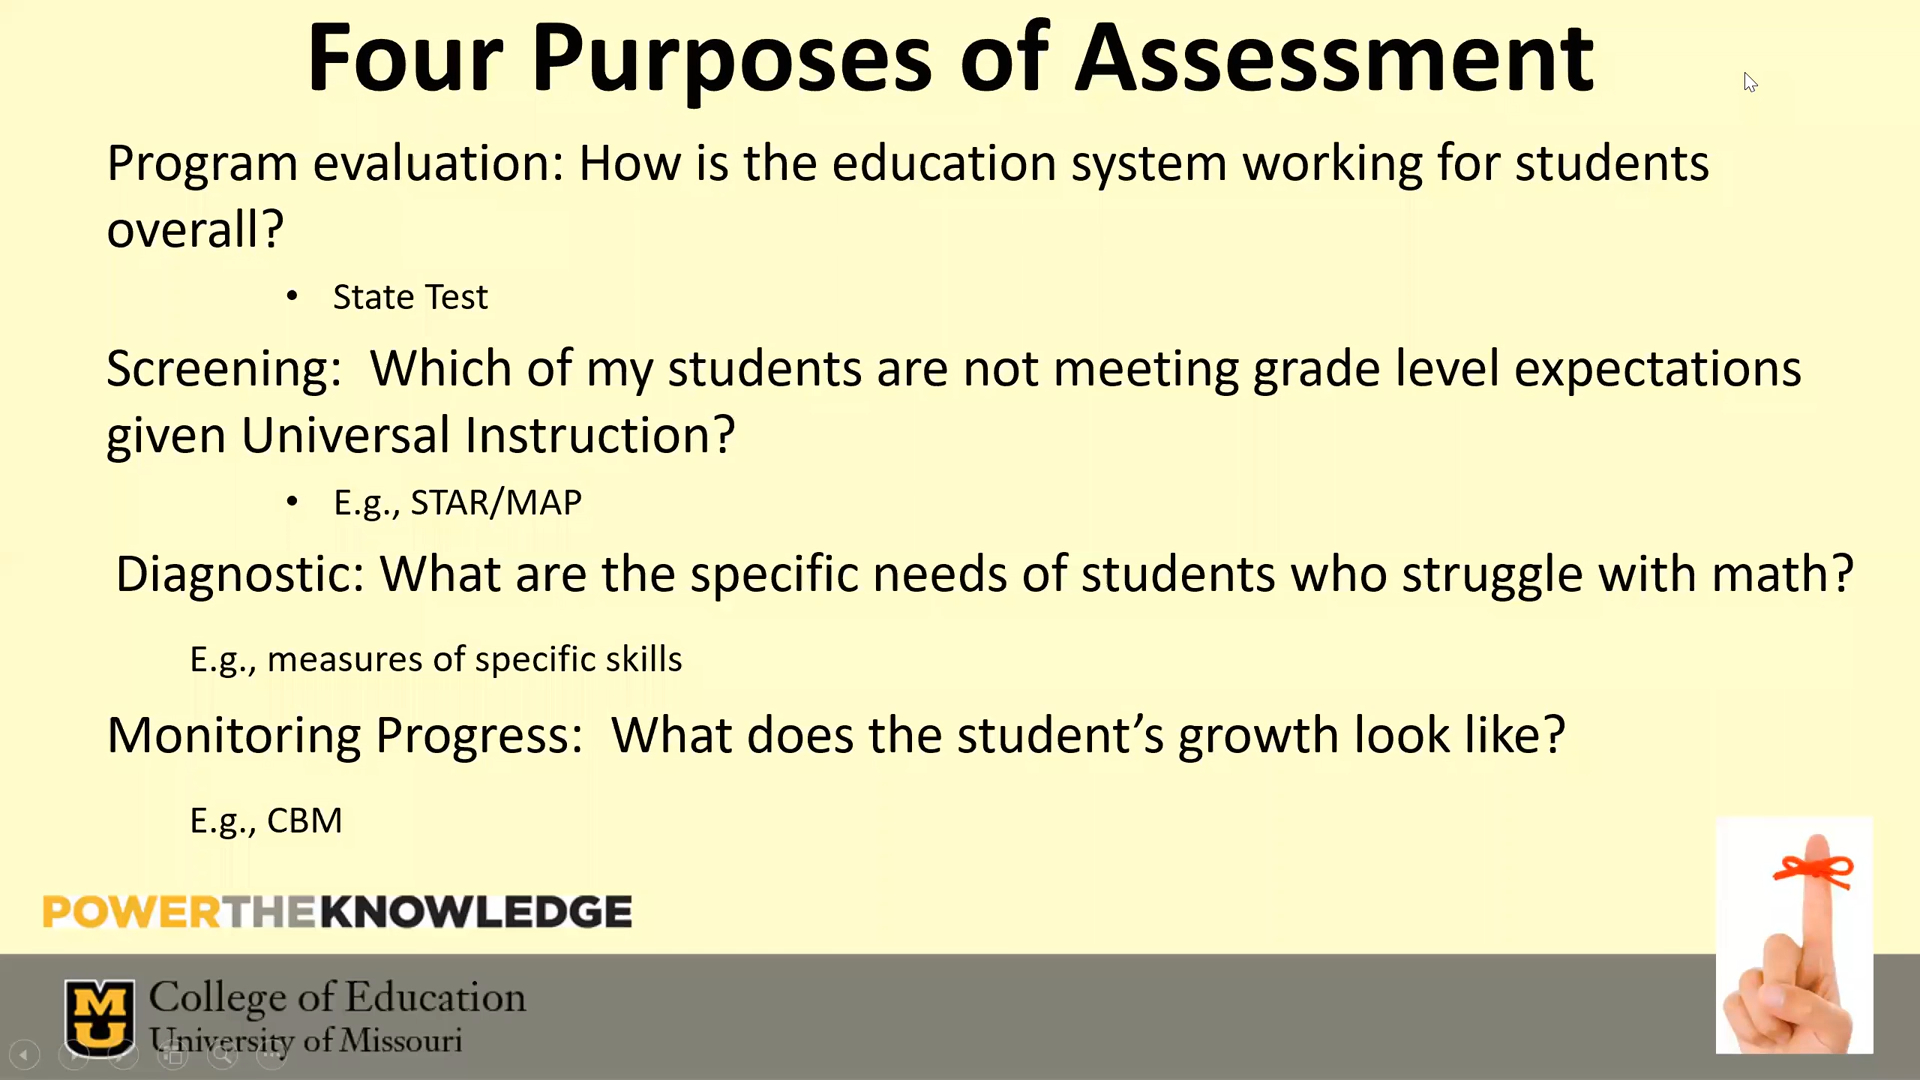 Four Purposes of Assessment
Program evaluation: How is the education system working for students
overall?
• State Test
Screening:  Which of my students are not meeting grade level expectations
given Universal Instruction?
• E.g., STAR/MAP
Diagnostic: What are the specific needs of students who struggle with math?
E.g., measures of specific skills
Monitoring Progress:  What does the student’s growth look like?
E.g., CBM
POWERTHEKNOWLEDGE
MU
College of Education
University of Missouri